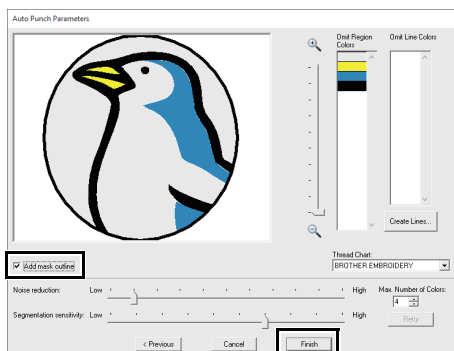 Auto Punch Parameters
Omit Region Colors
Omit Line Colors
Create Lines...
Add mask outline
Thread Chart:
BROTHER EMBROIDERY
Noise reduction: Low High
Max. Number of Colors:
4
Segmentation sensitivity: Low High
Retry
< Previous Cancel Finish